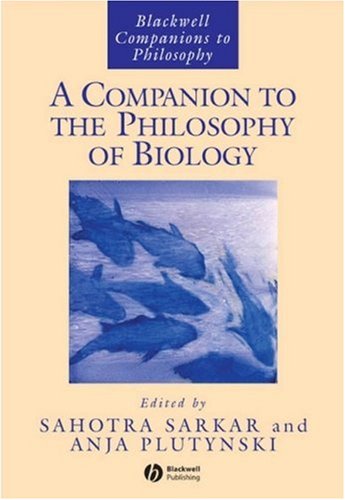 Blackwell
Companions to
Philosophy
A COMPANION TO
THE PHILOSOPHY
OF BIOLOGY
Edited by
SAHOTRA SARKAR and
ANJA PLUTYNSKI
Blackwell
Publishing